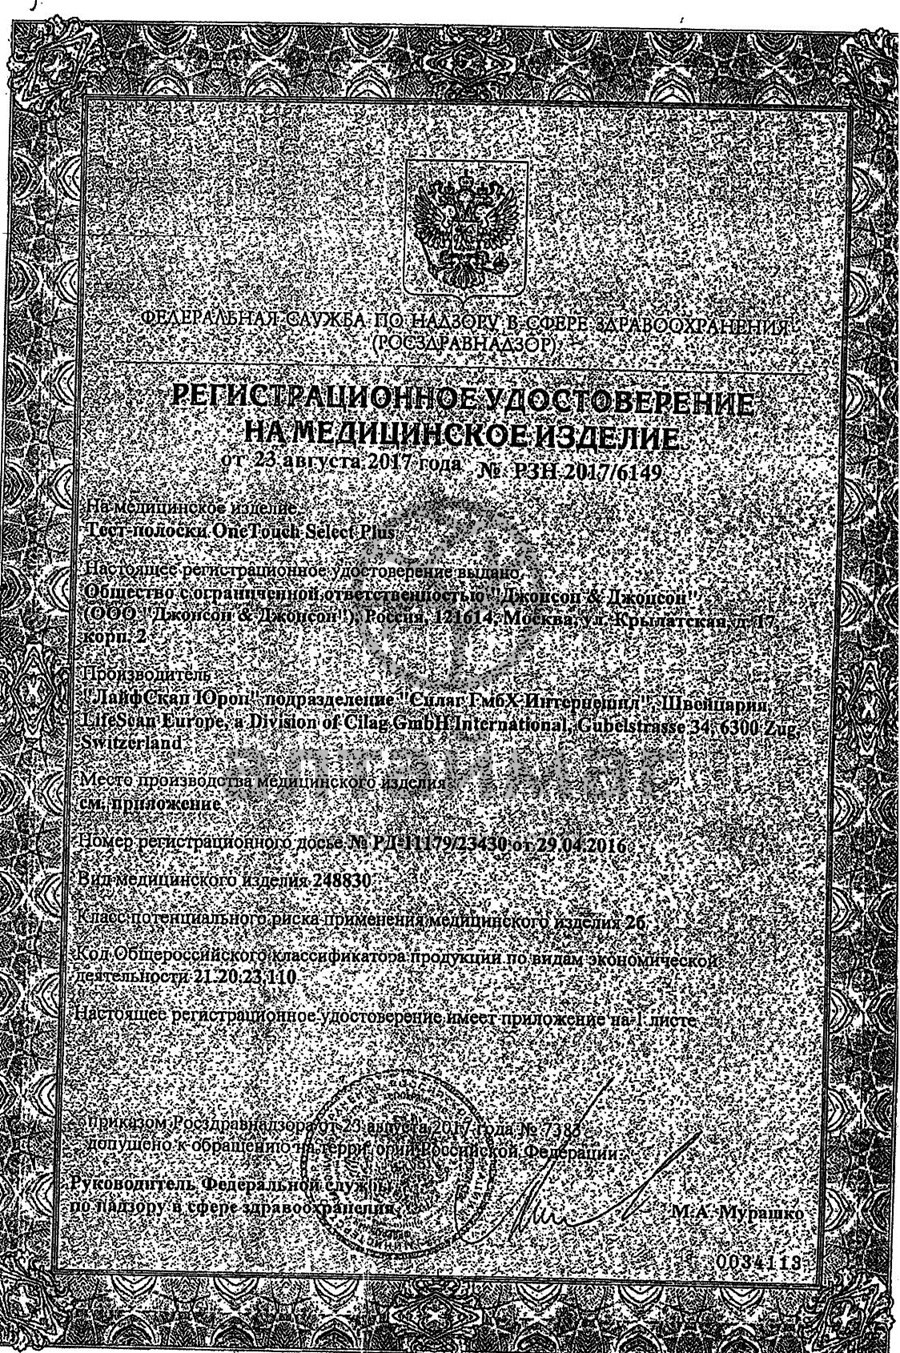 ФЕДЕРАЛЬНАЯ СЛУЖБА ПО НАДЗОРУ В СФЕРЕ ЗДРАВООХРАНЕНИЯ
(РОСЗДРАВНАДЗОР)
РЕГИСТРАЦИОННОЕ УДОСТОВЕРЕНИЕ
НА МЕДИЦИНСКОЕ ИЗДЕЛИЕ
от 23 августа 2017 года № РЗН 2017/6149
На медицинское изделие
Тест-полоски OneTouch Select Plus
Настоящее регистрационное удостоверение выдано
Общество с ограниченной ответственностью "Джонсон & Джонсон"
(ООО "Джонсон & Джонсон"), Россия, 121614, Москва, ул. Крылатская, д. 17,
корп. 2
Производитель
"ЛайфСкан Юроп" подразделение "Силаг ГмбХ Интернешнл", Швейцария,
LifeScan Europe, a Division of Cilag GmbH International, Gubelstrasse 34, 6300 Zug,
Switzerland
Место производства медицинского изделия
см. приложение
Номер регистрационного досье № РД-11179/23430 от 29.04.2016
Вид медицинского изделия 248830
Класс потенциального риска применения медицинского изделия 2б
Код Общероссийского классификатора продукции по видам экономической
деятельности 21.20.23.110
Настоящее регистрационное удостоверение имеет приложение на 1 листе
приказом Росздравнадзора от 23 августа 2017 года № 7383
допущено к обращению на территории Российской Федерации.
Руководитель Федеральной службы
по надзору в сфере здравоохранения
М.А. Мурашко
0034113